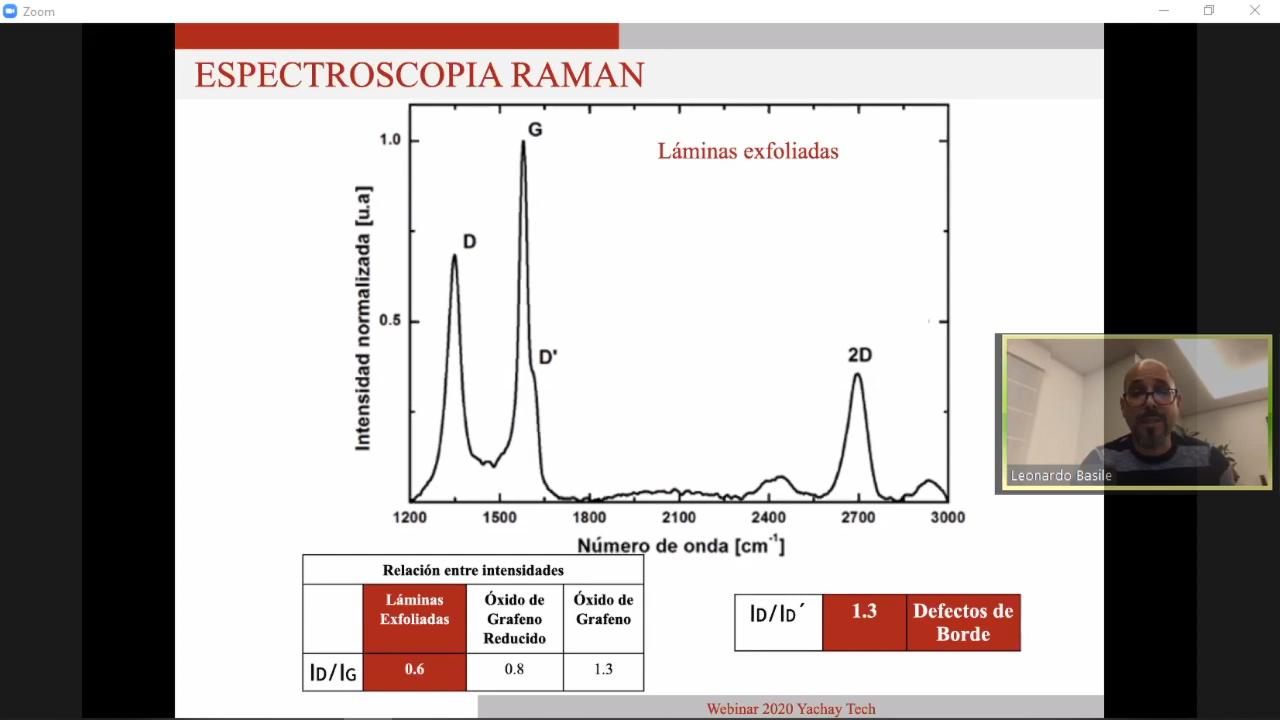 Zoom
ESPECTROSCOPIA RAMAN
Láminas exfoliadas
G
D
D'
2D
Intensidad normalizada [u.a]
1.0
0.5
1200 1500 1800 2100 2400 2700 3000
Número de onda [cm⁻¹]
Leonardo Basile
Relación entre intensidades
Láminas Óxido de Óxido de
Exfoliadas Grafeno Grafeno
Reducido
ID/IG 0.6 0.8 1.3
ID/ID´ 1.3 Defectos de
Borde
Webinar 2020 Yachay Tech